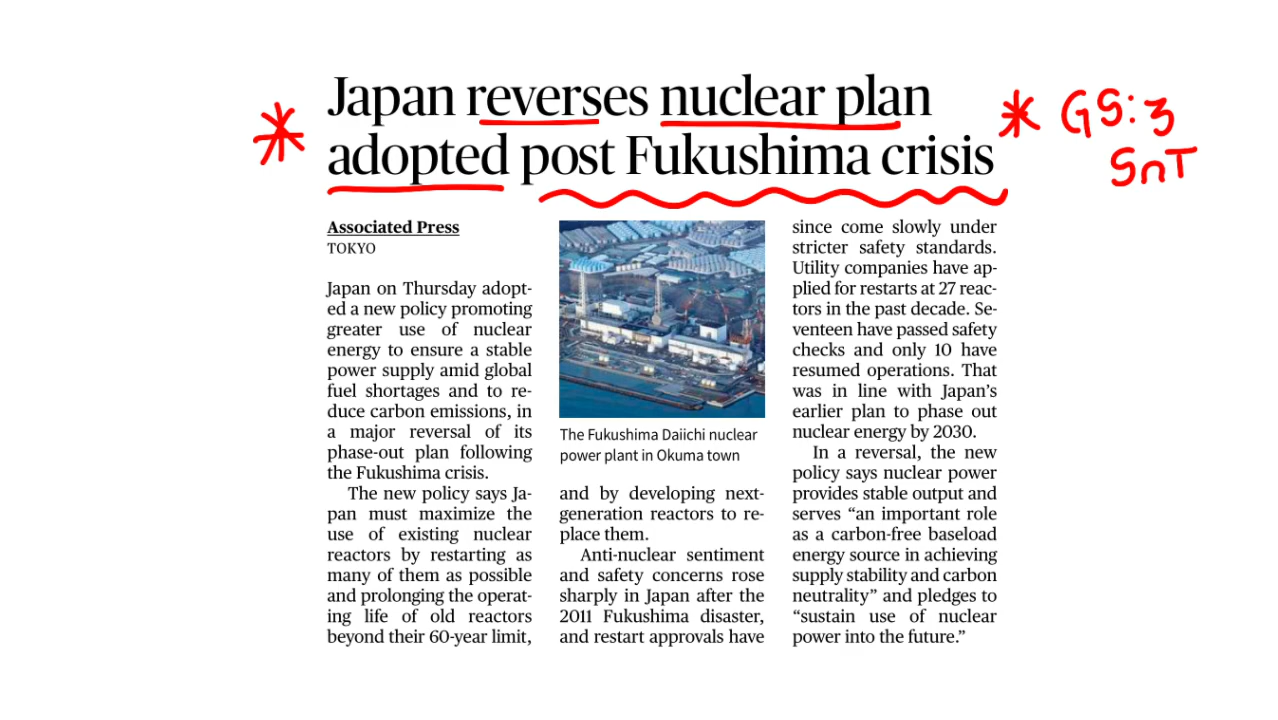 Japan reverses nuclear plan
adopted post Fukushima crisis
* GS:3
SnT
*
Associated Press
TOKYO
Japan on Thursday adopt-
ed a new policy promoting
greater use of nuclear
energy to ensure a stable
power supply amid global
fuel shortages and to re-
duce carbon emissions, in
a major reversal of its
phase-out plan following
the Fukushima crisis.
The new policy says Ja-
pan must maximize the
use of existing nuclear
reactors by restarting as
many of them as possible
and prolonging the operat-
ing life of old reactors
beyond their 60-year limit,
The Fukushima Daiichi nuclear
power plant in Okuma town
and by developing next-
generation reactors to re-
place them.
Anti-nuclear sentiment
and safety concerns rose
sharply in Japan after the
2011 Fukushima disaster,
and restart approvals have
since come slowly under
stricter safety standards.
Utility companies have ap-
plied for restarts at 27 reac-
tors in the past decade. Se-
venteen have passed safety
checks and only 10 have
resumed operations. That
was in line with Japan's
earlier plan to phase out
nuclear energy by 2030.
In a reversal, the new
policy says nuclear power
provides stable output and
serves “an important role
as a carbon-free baseload
energy source in achieving
supply stability and carbon
neutrality” and pledges to
“sustain use of nuclear
power into the future.”